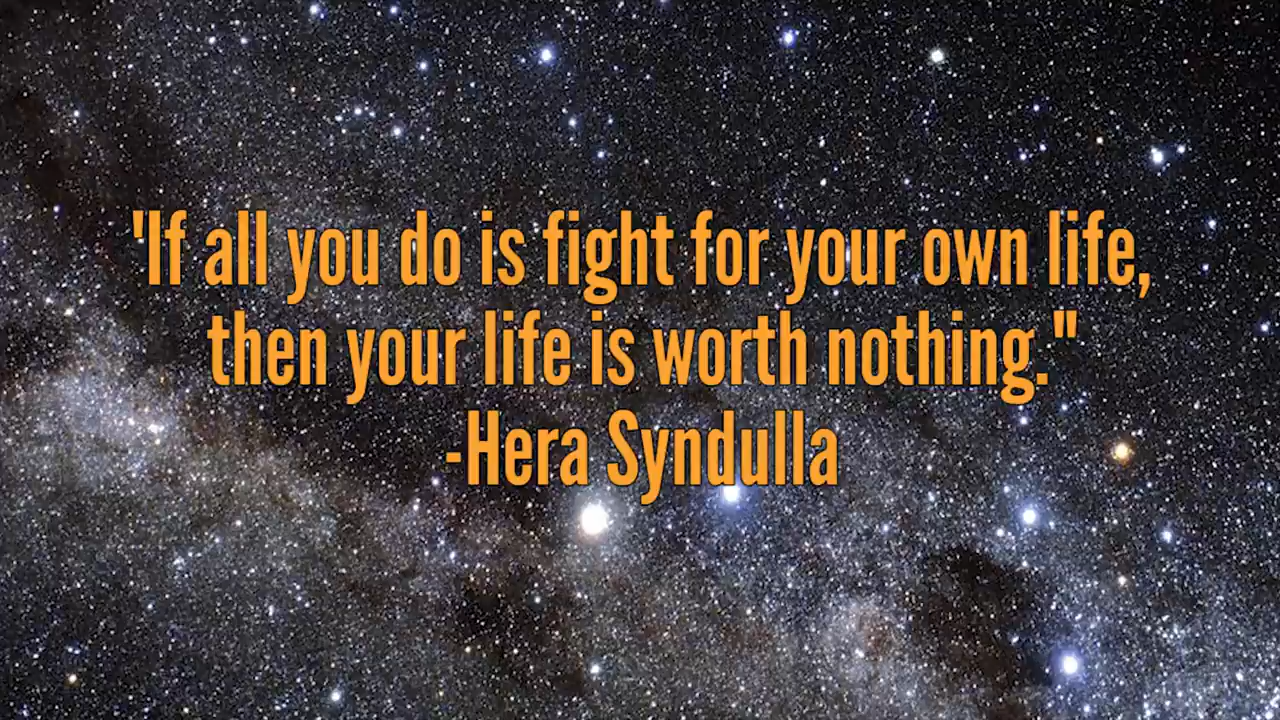 "If all you do is fight for your own life,
then your life is worth nothing."
-Hera Syndulla